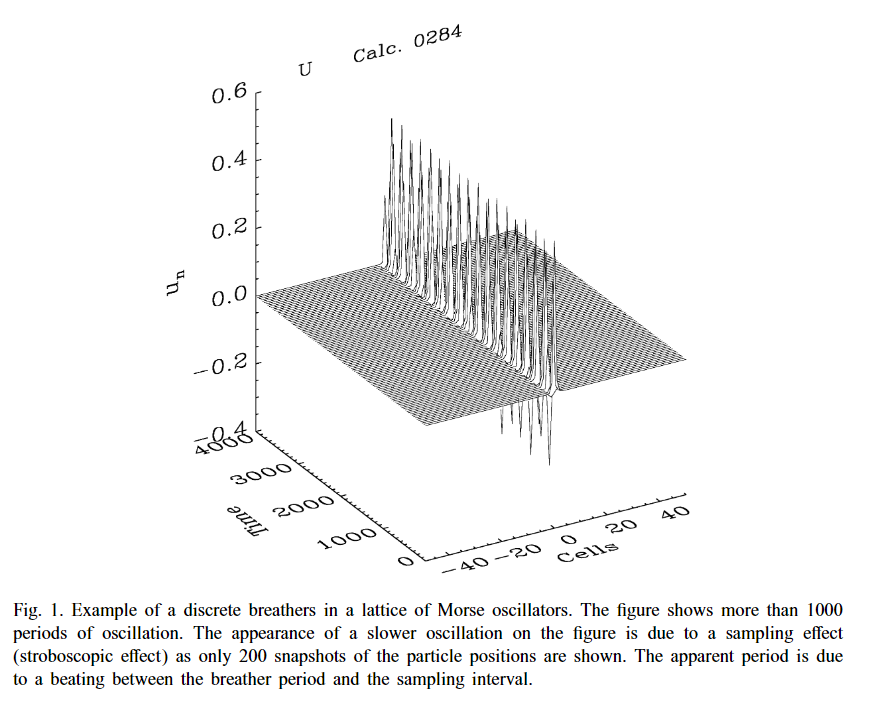 U Calc. 0284
0.6
0.4
0.2
0.0
−0.2
−0.4
un
4000
3000
2000
1000
0
Time
−40 −20 0 20 40
Cells
Fig. 1. Example of a discrete breathers in a lattice of Morse oscillators. The figure shows more than 1000
periods of oscillation. The appearance of a slower oscillation on the figure is due to a sampling effect
(stroboscopic effect) as only 200 snapshots of the particle positions are shown. The apparent period is due
to a beating between the breather period and the sampling interval.